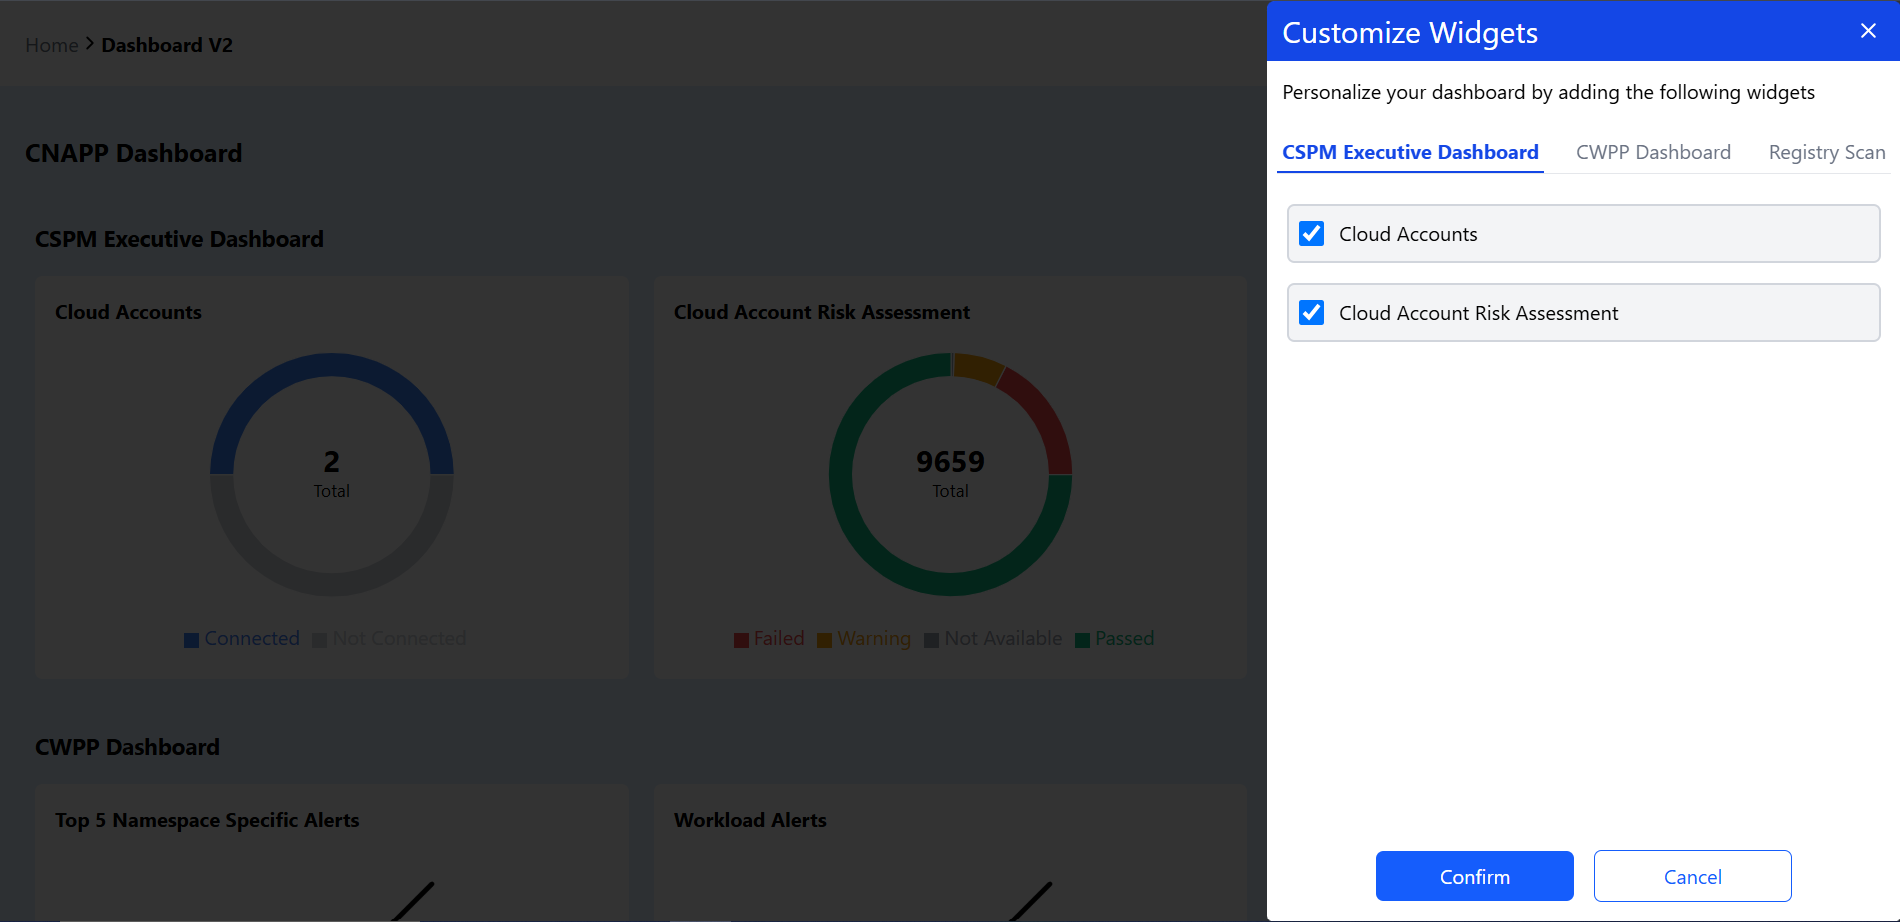 Home > Dashboard V2
CNAPP Dashboard
CSPM Executive Dashboard
Cloud Accounts
2
Total
Connected
Not Connected
Cloud Account Risk Assessment
9659
Total
Failed
Warning
Not Available
Passed
CWPP Dashboard
Top 5 Namespace Specific Alerts
Workload Alerts
Customize Widgets
Personalize your dashboard by adding the following widgets
CSPM Executive Dashboard
CWPP Dashboard
Registry Scan
Cloud Accounts
Cloud Account Risk Assessment
Confirm
Cancel